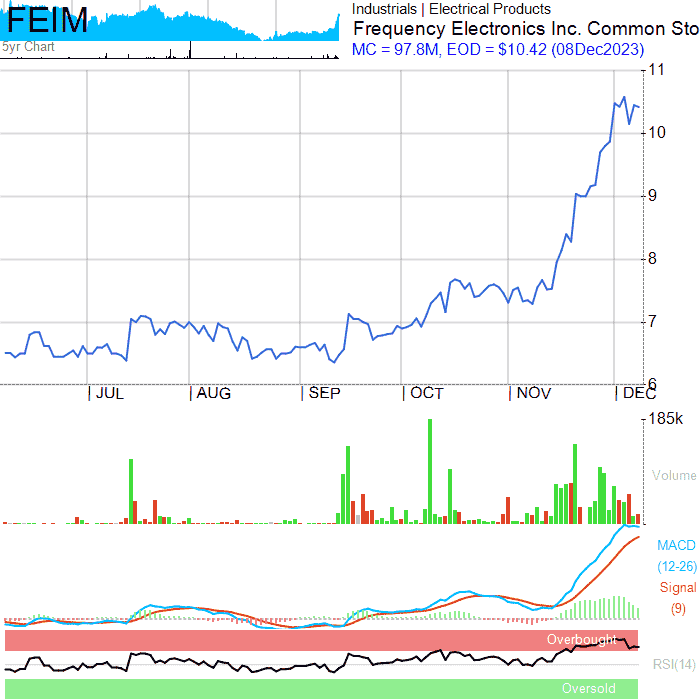 FEIM
5yr Chart
Industrials | Electrical Products
Frequency Electronics Inc. Common Sto
MC = 97.8M, EOD = $10.42 (08Dec2023)
11
10
9
8
7
6
JUL AUG SEP OCT NOV DEC
185k
Volume
MACD
(12-26)
Signal
(9)
Overbought
RSI(14)
Oversold